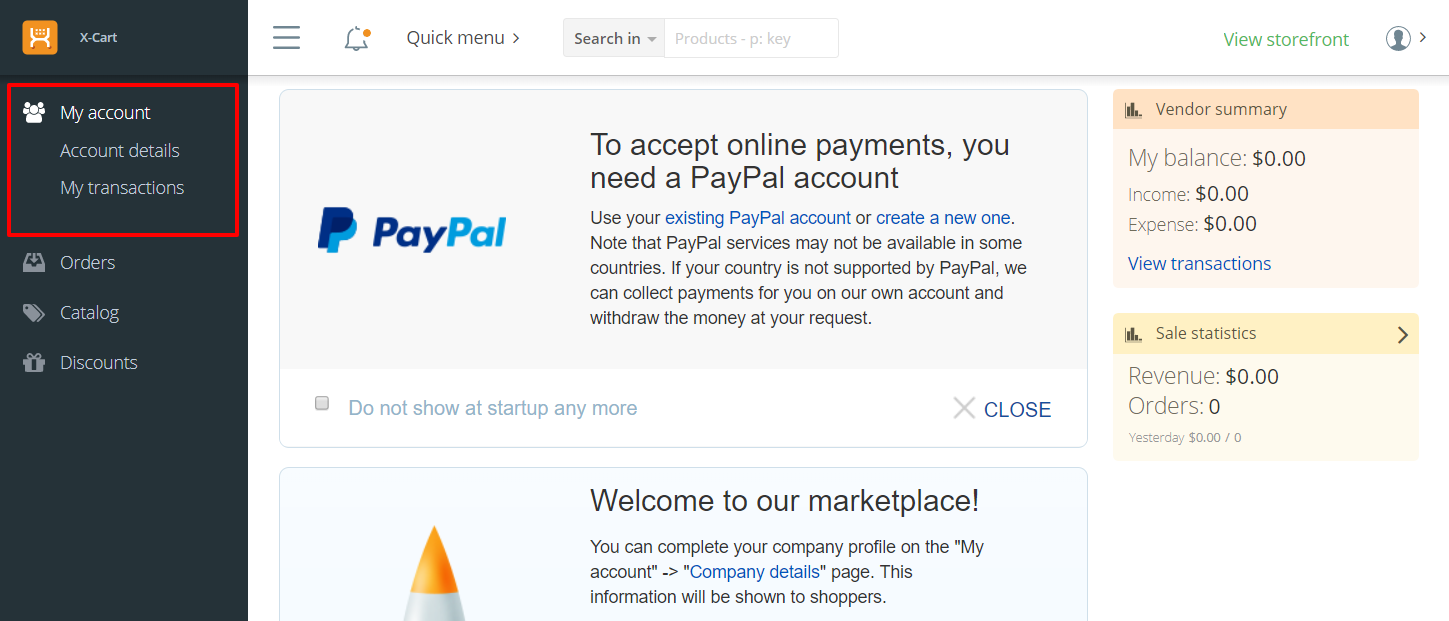 X-Cart
Quick menu
Search in
Products - p: key
View storefront
My account
Account details
My transactions
Orders
Catalog
Discounts
To accept online payments, you
need a PayPal account
PayPal
Use your existing PayPal account or create a new one.
Note that PayPal services may not be available in some
countries. If your country is not supported by PayPal, we
can collect payments for you on our own account and
withdraw the money at your request.
Do not show at startup any more
CLOSE
Welcome to our marketplace!
You can complete your company profile on the "My
account" -> "Company details" page. This
information will be shown to shoppers.
Vendor summary
My balance: $0.00
Income: $0.00
Expense: $0.00
View transactions
Sale statistics
Revenue: $0.00
Orders: 0
Yesterday $0.00 / 0